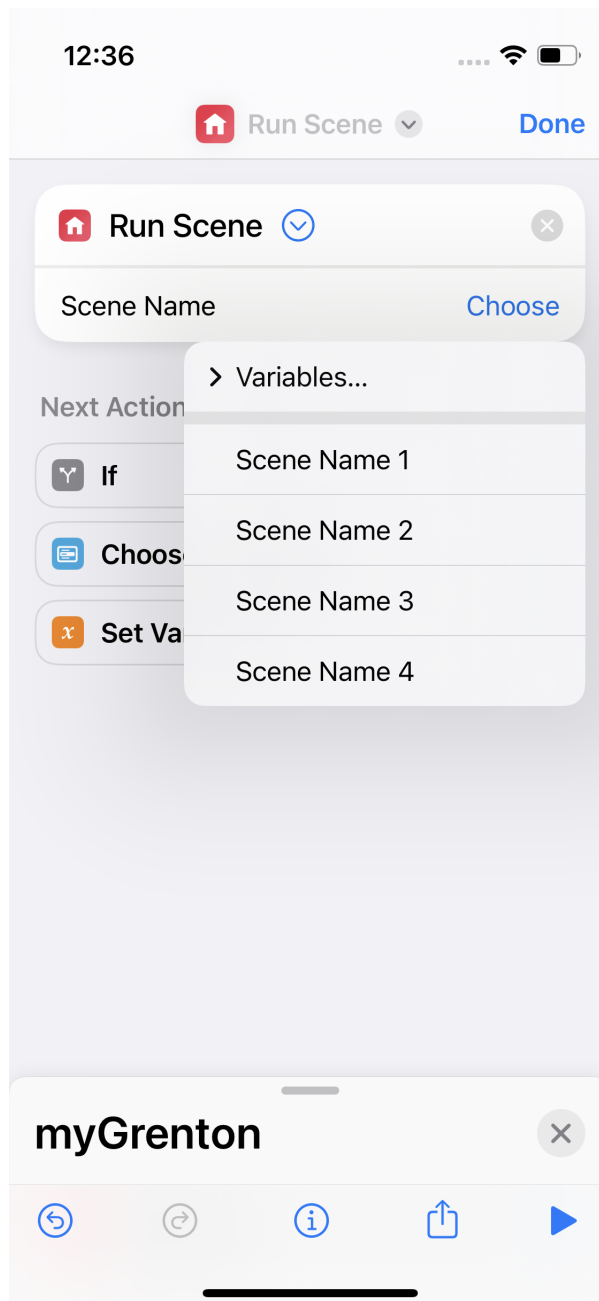 12:36
Run Scene
Done
Run Scene
Scene Name
Choose
Variables...
Next Action
Scene Name 1
If
Scene Name 2
Choos
Scene Name 3
Set Va
Scene Name 4
myGrenton